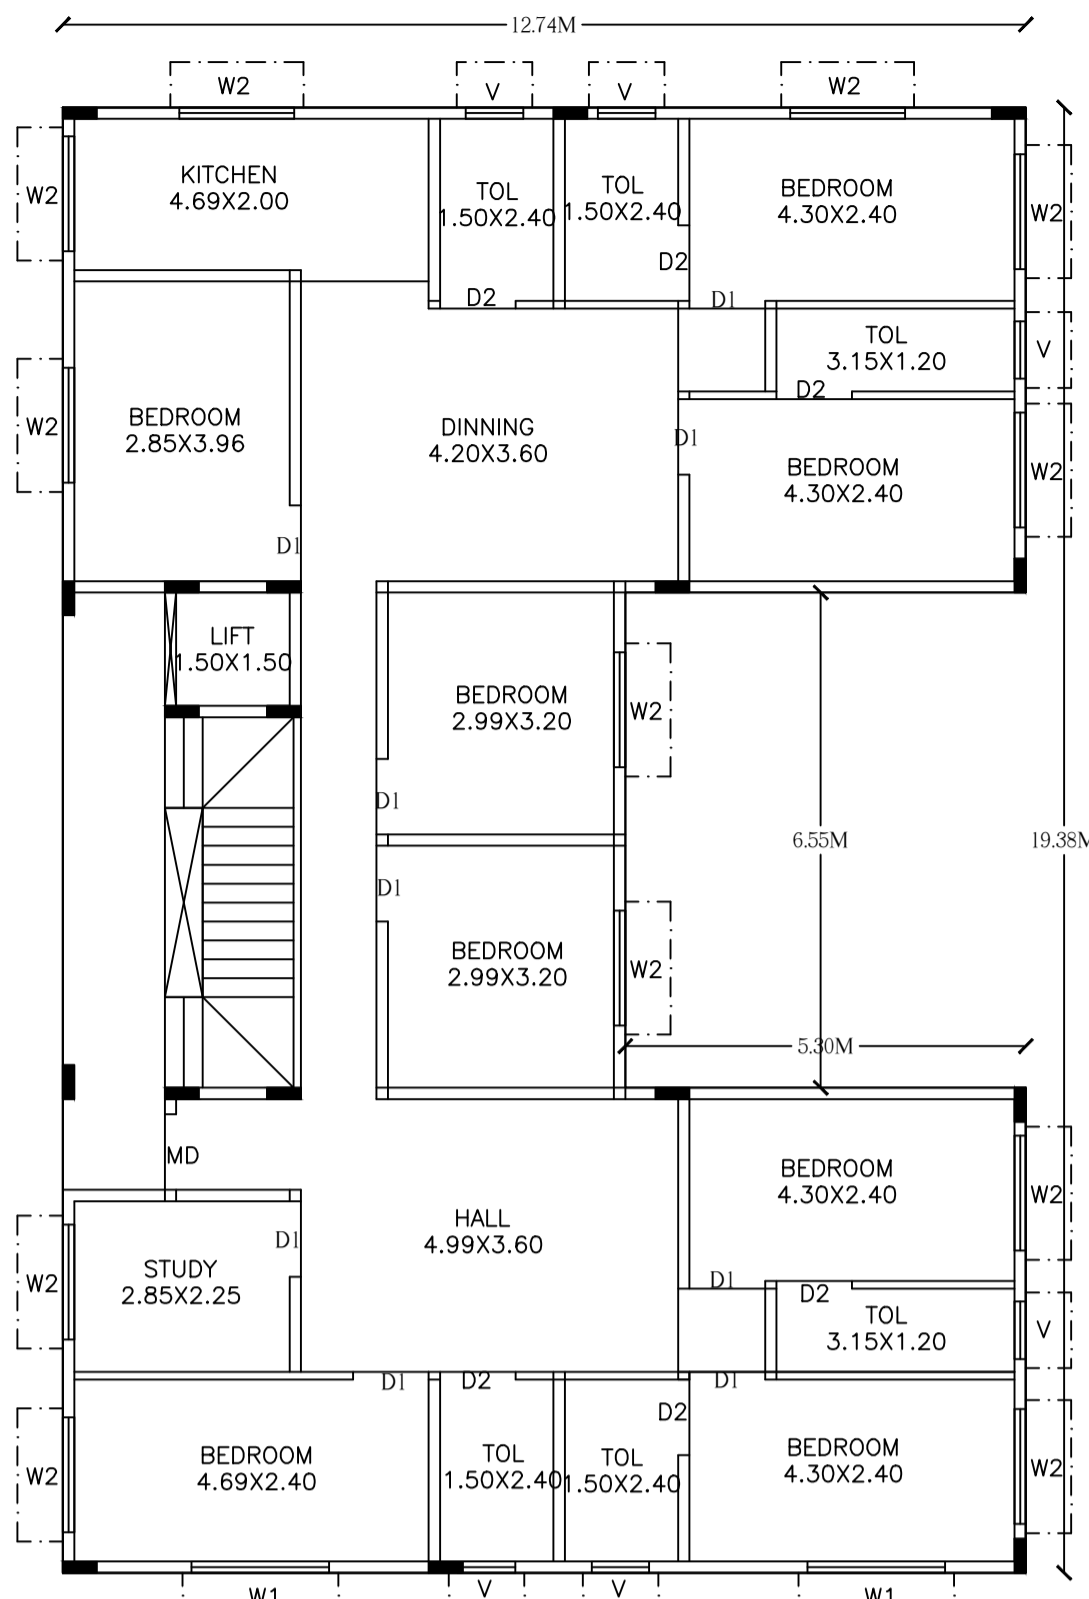 12.74M
W2
V
V
W2
KITCHEN
4.69X2.00
TOL
1.50X2.40
TOL
1.50X2.40
BEDROOM
4.30X2.40
W2
W2
D2
D2
D1
TOL
3.15X1.20
V
D2
BEDROOM
2.85X3.96
W2
DINNING
4.20X3.60
D1
BEDROOM
4.30X2.40
W2
D1
LIFT
1.50X1.50
BEDROOM
2.99X3.20
W2
D1
6.55M
19.38M
D1
BEDROOM
2.99X3.20
W2
5.30M
MD
BEDROOM
4.30X2.40
W2
HALL
4.99X3.60
D1
STUDY
2.85X2.25
W2
D1
D2
TOL
3.15X1.20
V
D1
D2
D1
D2
BEDROOM
4.69X2.40
W2
TOL
1.50X2.40
TOL
1.50X2.40
BEDROOM
4.30X2.40
W2
W1
V
V
W1